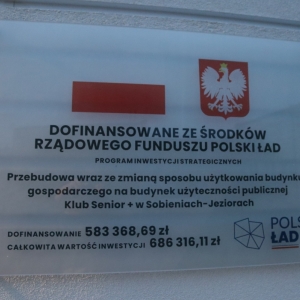 DOFINANSOWANE ZE ŚRODKÓW
RZĄDOWEGO FUNDUSZU POLSKI ŁAD
PROGRAM INWESTYCJI STRATEGICZNYCH
Przebudowa wraz ze zmianą sposobu użytkowania budynku
gospodarczego na budynek użyteczności publicznej
Klub Senior + w Sobieniach-Jeziorach
DOFINANSOWANIE 583 368,69 zł
CAŁKOWITA WARTOŚĆ INWESTYCJI 686 316,11 zł
POLS
ŁAD